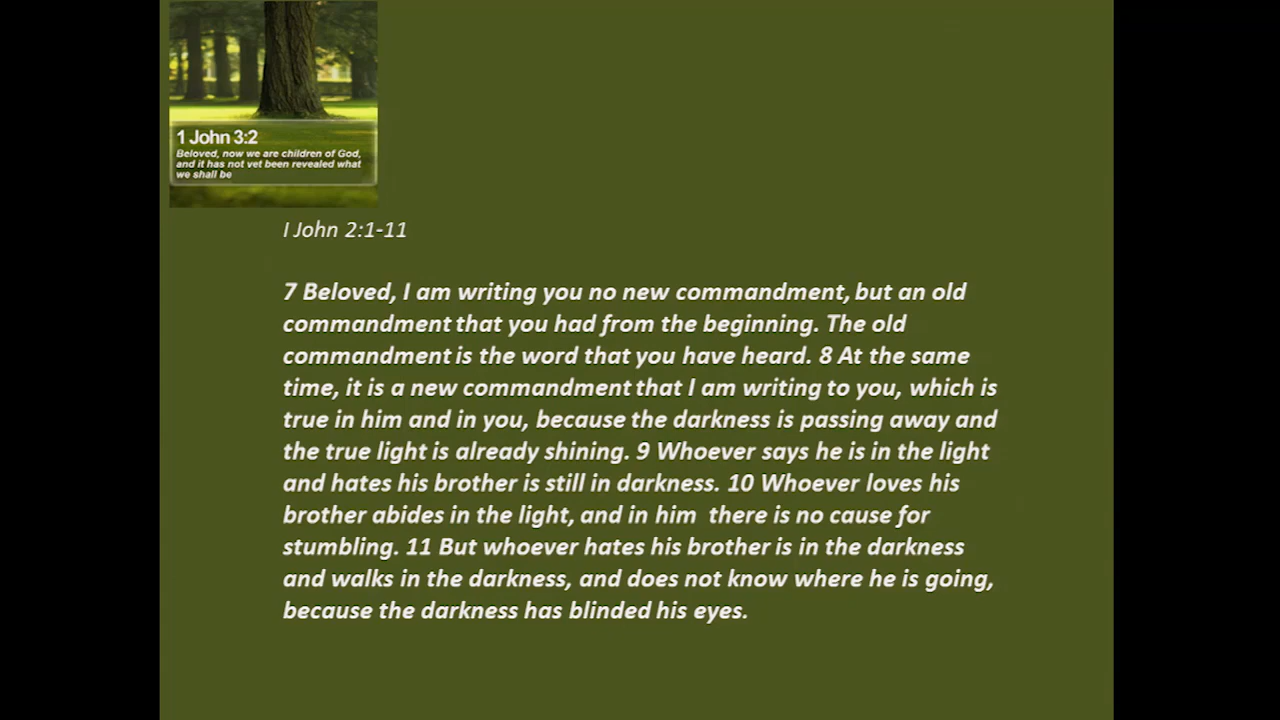 1 John 3:2
Beloved, now we are children of God,
and it has not yet been revealed what
we shall be
I John 2:1-11
7 Beloved, I am writing you no new commandment, but an old
commandment that you had from the beginning. The old
commandment is the word that you have heard. 8 At the same
time, it is a new commandment that I am writing to you, which is
true in him and in you, because the darkness is passing away and
the true light is already shining. 9 Whoever says he is in the light
and hates his brother is still in darkness. 10 Whoever loves his
brother abides in the light, and in him  there is no cause for
stumbling. 11 But whoever hates his brother is in the darkness
and walks in the darkness, and does not know where he is going,
because the darkness has blinded his eyes.